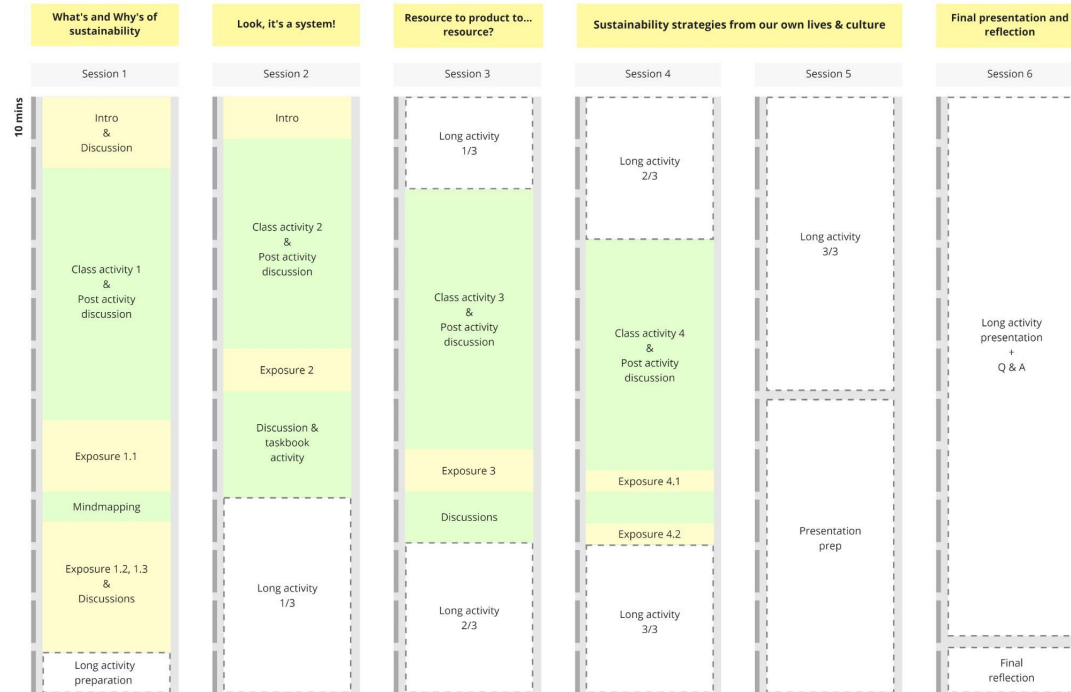 What's and Why's of
sustainability
Look, it's a system!
Resource to product to...
resource?
Sustainability strategies from our own lives & culture
Final presentation and
reflection
Session 1
Session 2
Session 3
Session 4
Session 5
Session 6
10 mins
Intro
&
Discussion
Class activity 1
&
Post activity
discussion
Exposure 1.1
Mindmapping
Exposure 1.2, 1.3
&
Discussions
Long activity
preparation
Intro
Class activity 2
&
Post activity
discussion
Exposure 2
Discussion &
taskbook
activity
Long activity
1/3
Long activity
1/3
Class activity 3
&
Post activity
discussion
Exposure 3
Discussions
Long activity
2/3
Long activity
2/3
Class activity 4
&
Post activity
discussion
Exposure 4.1
Exposure 4.2
Long activity
3/3
Long activity
3/3
Presentation
prep
Long activity
presentation
+
Q & A
Final
reflection